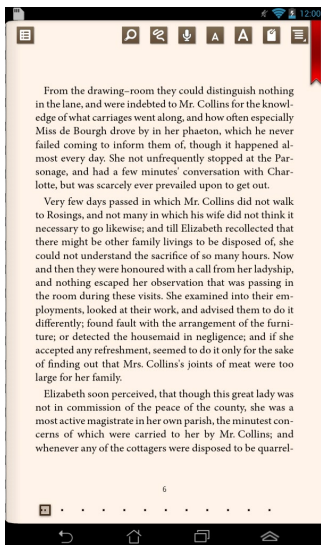 12:00
A A
From the drawing-room they could distinguish nothing
in the lane, and were indebted to Mr. Collins for the knowl-
edge of what carriages went along, and how often especially
Miss de Bourgh drove by in her phaeton, which he never
failed coming to inform them of, though it happened al-
most every day. She not unfrequently stopped at the Par-
sonage, and had a few minutes' conversation with Char-
lotte, but was scarcely ever prevailed upon to get out.
Very few days passed in which Mr. Collins did not walk
to Rosings, and not many in which his wife did not think it
necessary to go likewise; and till Elizabeth recollected that
there might be other family livings to be disposed of, she
could not understand the sacrifice of so many hours. Now
and then they were honoured with a call from her ladyship,
and nothing escaped her observation that was passing in
the room during these visits. She examined into their em-
ployments, looked at their work, and advised them to do it
differently; found fault with the arrangement of the furni-
ture; or detected the housemaid in negligence; and if she
accepted any refreshment, seemed to do it only for the sake
of finding out that Mrs. Collins's joints of meat were too
large for her family.
Elizabeth soon perceived, that though this great lady was
not in commission of the peace of the county, she was a
most active magistrate in her own parish, the minutest con-
cerns of which were carried to her by Mr. Collins; and
whenever any of the cottagers were disposed to be quarrel-
6